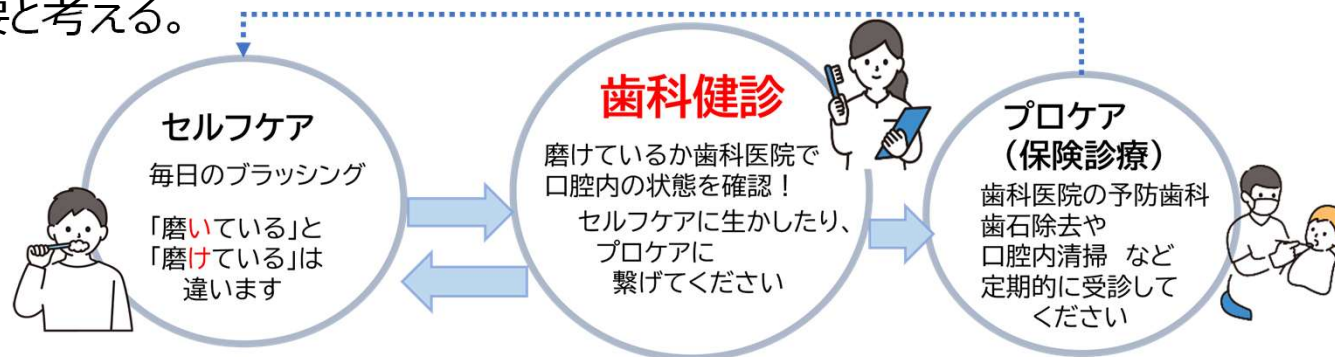 と考える。
セルフケア
毎日のブラッシング
「磨いている」と
「磨けている」は
違います
歯科健診
磨けているか歯科医院で
口腔内の状態を確認！
セルフケアに生かしたり、
プロケアに
繋げてください
プロケア
（保険診療）
歯科医院の予防歯科
歯石除去や
口腔内清掃 など
定期的に受診して
ください